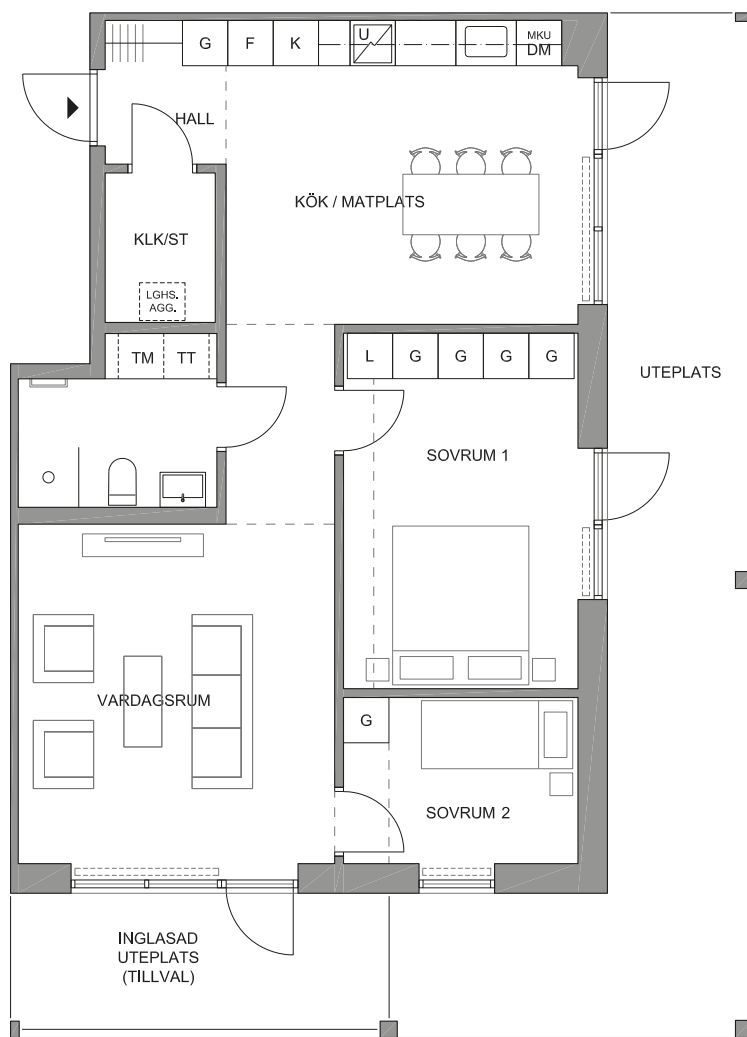 G F K U MKU
DM
HALL
KÖK / MATPLATS
KLK/ST
LGHS.
AGG.
TM TT
L G G G G
UTEPLATS
SOVRUM 1
VARDAGSRUM
G
SOVRUM 2
INGLASAD
UTEPLATS
(TILLVAL)